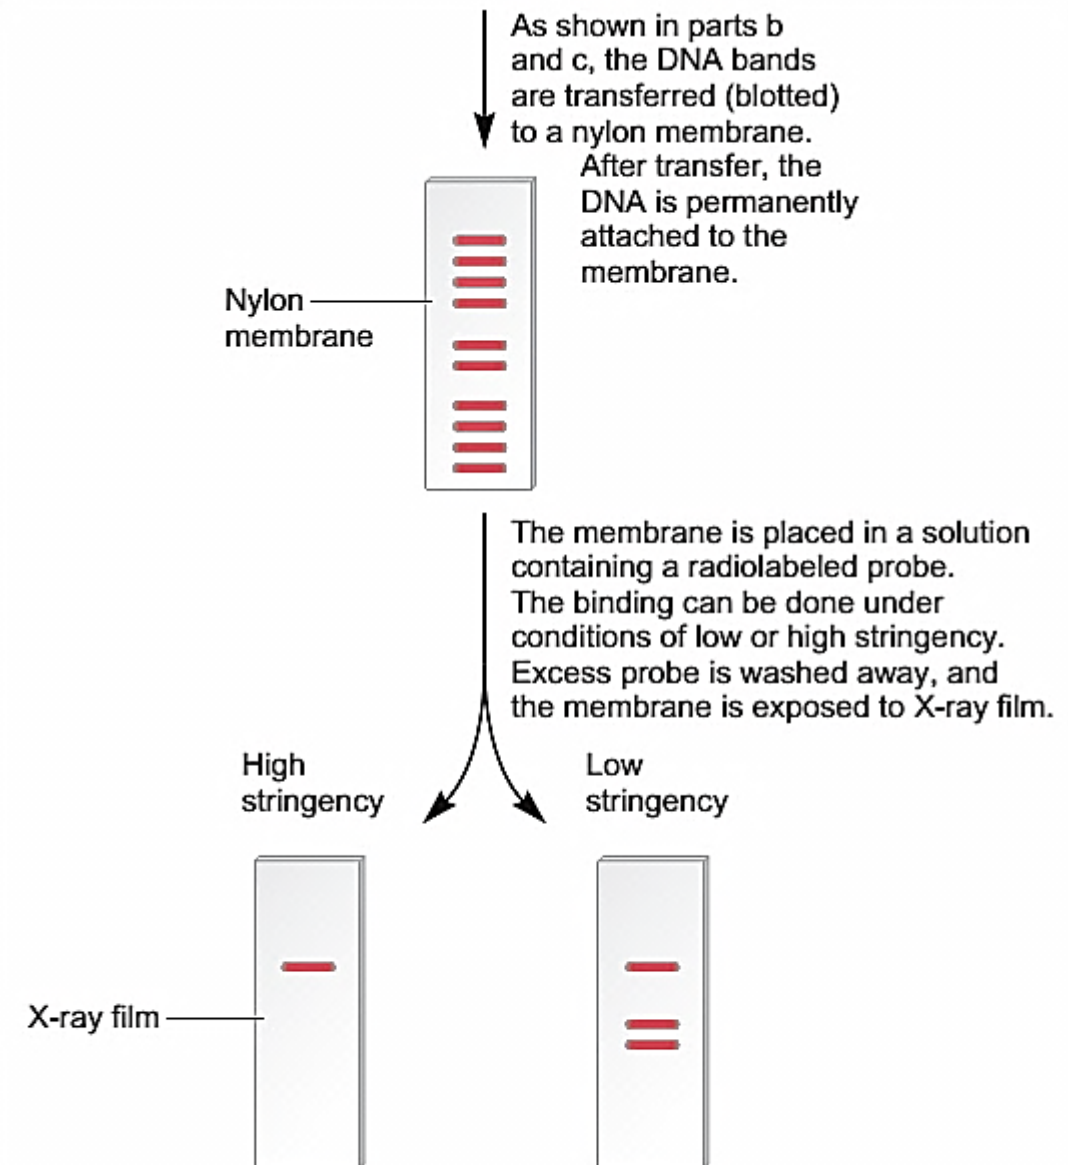 As shown in parts b
and c, the DNA bands
are transferred (blotted)
to a nylon membrane.
After transfer, the
DNA is permanently
attached to the
membrane.
Nylon
membrane
The membrane is placed in a solution
containing a radiolabeled probe.
The binding can be done under
conditions of low or high stringency.
Excess probe is washed away, and
the membrane is exposed to X-ray film.
High
stringency
Low
stringency
X-ray film